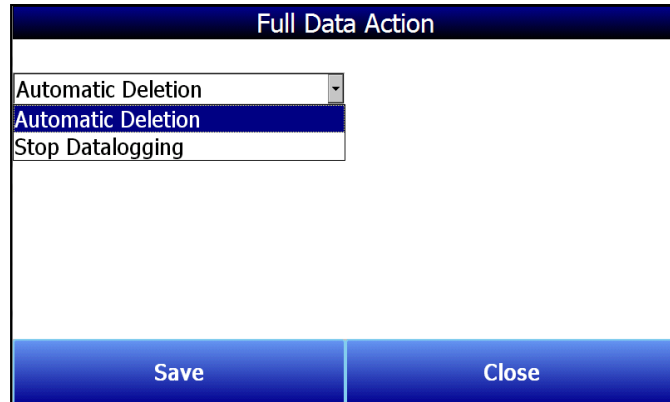 Full Data Action
Automatic Deletion
Automatic Deletion
Stop Datalogging
Save
Close